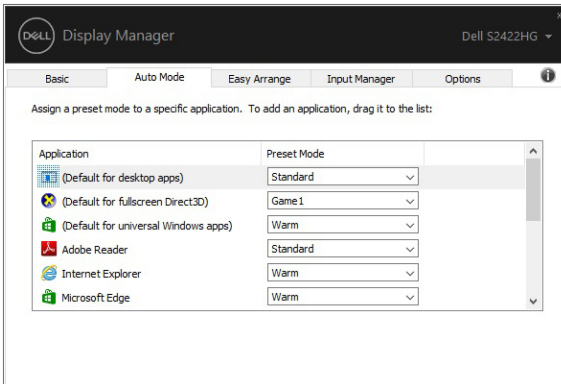 DELL Display Manager
Dell S2422HG
Basic Auto Mode Easy Arrange Input Manager Options
Assign a preset mode to a specific application. To add an application, drag it to the list:
Application Preset Mode
(Default for desktop apps) Standard
(Default for fullscreen Direct3D) Game1
(Default for universal Windows apps) Warm
Adobe Reader Standard
Internet Explorer Warm
Microsoft Edge Warm